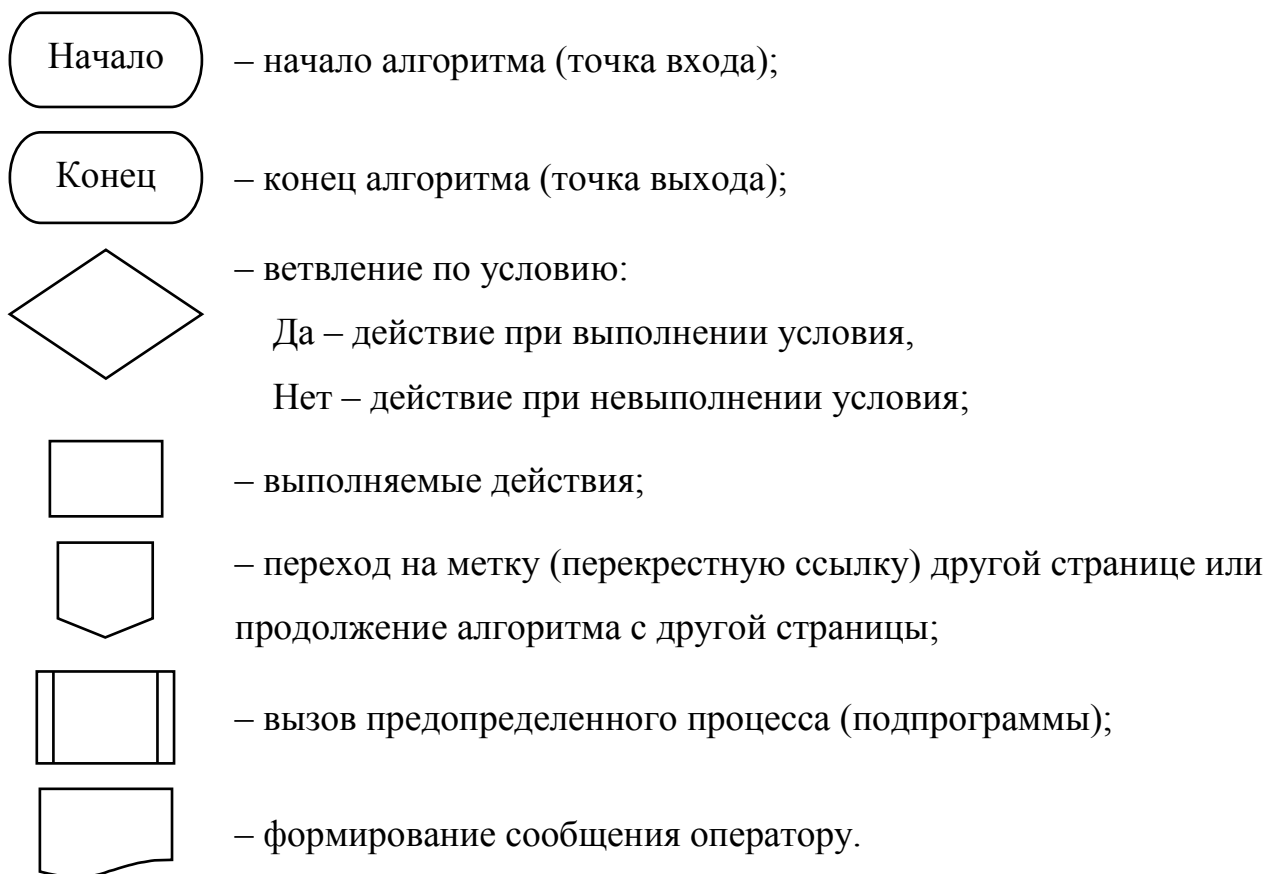 Начало – начало алгоритма (точка входа);
Конец – конец алгоритма (точка выхода);
– ветвление по условию:
Да – действие при выполнении условия,
Нет – действие при невыполнении условия;
– выполняемые действия;
– переход на метку (перекрестную ссылку) другой странице или
продолжение алгоритма с другой страницы;
– вызов предопределенного процесса (подпрограммы);
– формирование сообщения оператору.